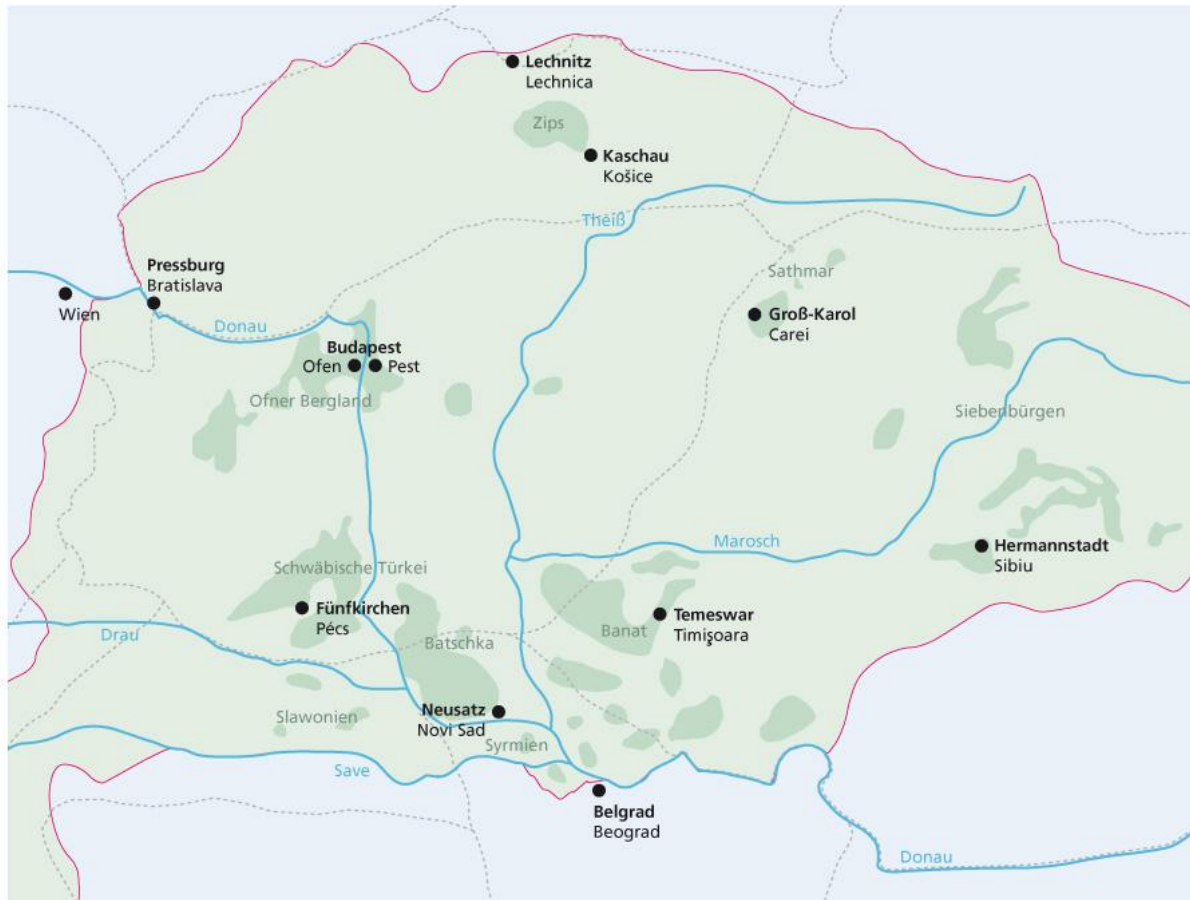 Lechnitz
Lechnica
Zips
Kaschau
Košice
Theiß
Pressburg
Bratislava
Wien
Donau
Sathmar
Groß-Karol
Carei
Budapest
Ofen
Pest
Ofner Bergland
Siebenbürgen
Marosch
Hermannstadt
Sibiu
Schwäbische Türkei
Fünfkirchen
Pécs
Drau
Batschka
Banat
Temeswar
Timişoara
Slawonien
Neusatz
Novi Sad
Syrmien
Save
Belgrad
Beograd
Donau